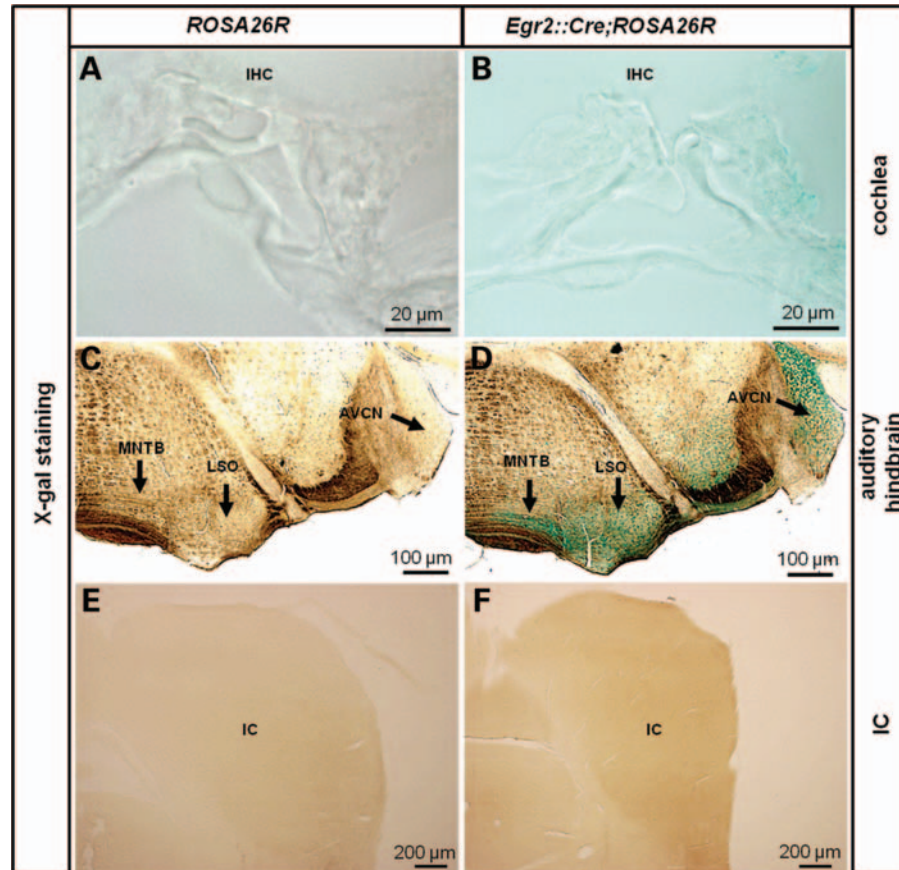 ROSA26R
Egr2::Cre;ROSA26R
X-gal staining
A
IHC
20 µm
B
IHC
20 µm
cochlea
C
MNTB
LSO
AVCN
100 µm
D
MNTB
LSO
AVCN
100 µm
auditory
hindbrain
E
IC
200 µm
F
IC
200 µm
IC